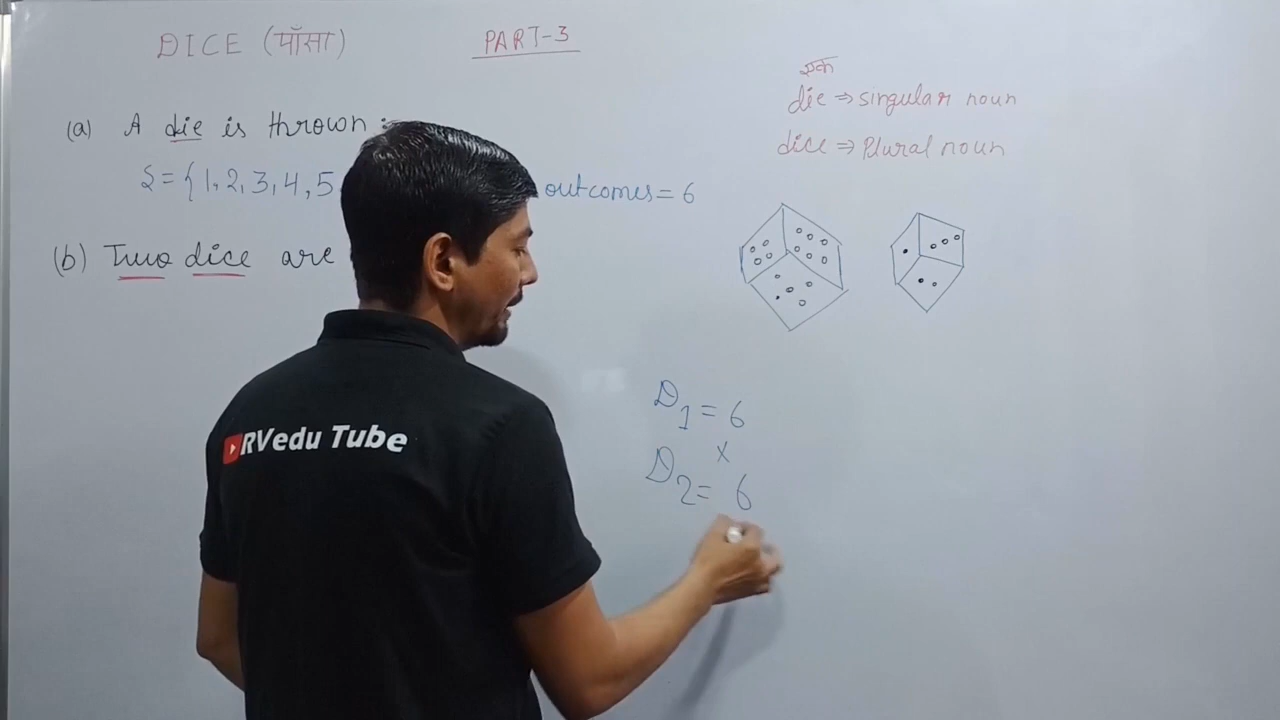 DICE (पाँसा)
PART-3
एक
die ⇒ singular noun
dice ⇒ Plural noun
(a) A die is thrown :
S = { 1, 2, 3, 4, 5
outcomes = 6
(b) Two dice are
D1 = 6
×
D2 = 6
RVedu Tube